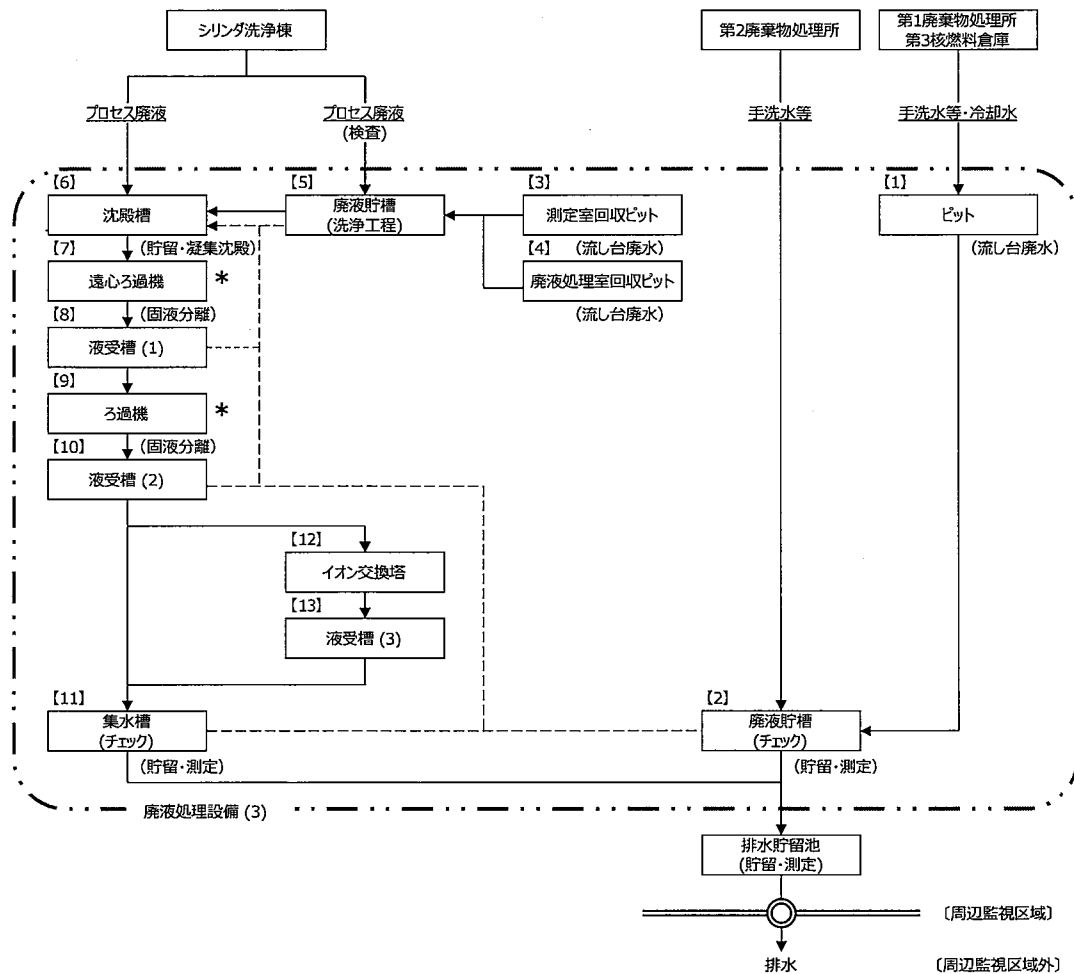 シリンダ洗浄棟
第2廃棄物処理所
第1廃棄物処理所
第3核燃料倉庫
プロセス廃液
プロセス廃液
(検査)
手洗水等
手洗水等・冷却水
【6】
沈殿槽
(貯留・凝集沈殿)
【5】
廃液貯槽
(洗浄工程)
【3】
測定室回収ピット
(流し台廃水)
【4】
廃液処理室回収ピット
(流し台廃水)
【1】
ピット
(流し台廃水)
【7】
遠心ろ過機
*
(固液分離)
【8】
液受槽 (1)
【9】
ろ過機
*
(固液分離)
【10】
液受槽 (2)
【12】
イオン交換塔
【13】
液受槽 (3)
【11】
集水槽
(チェック)
(貯留・測定)
【2】
廃液貯槽
(チェック)
(貯留・測定)
廃液処理設備 (3)
排水貯留池
(貯留・測定)
〔周辺監視区域〕
排水
〔周辺監視区域外〕